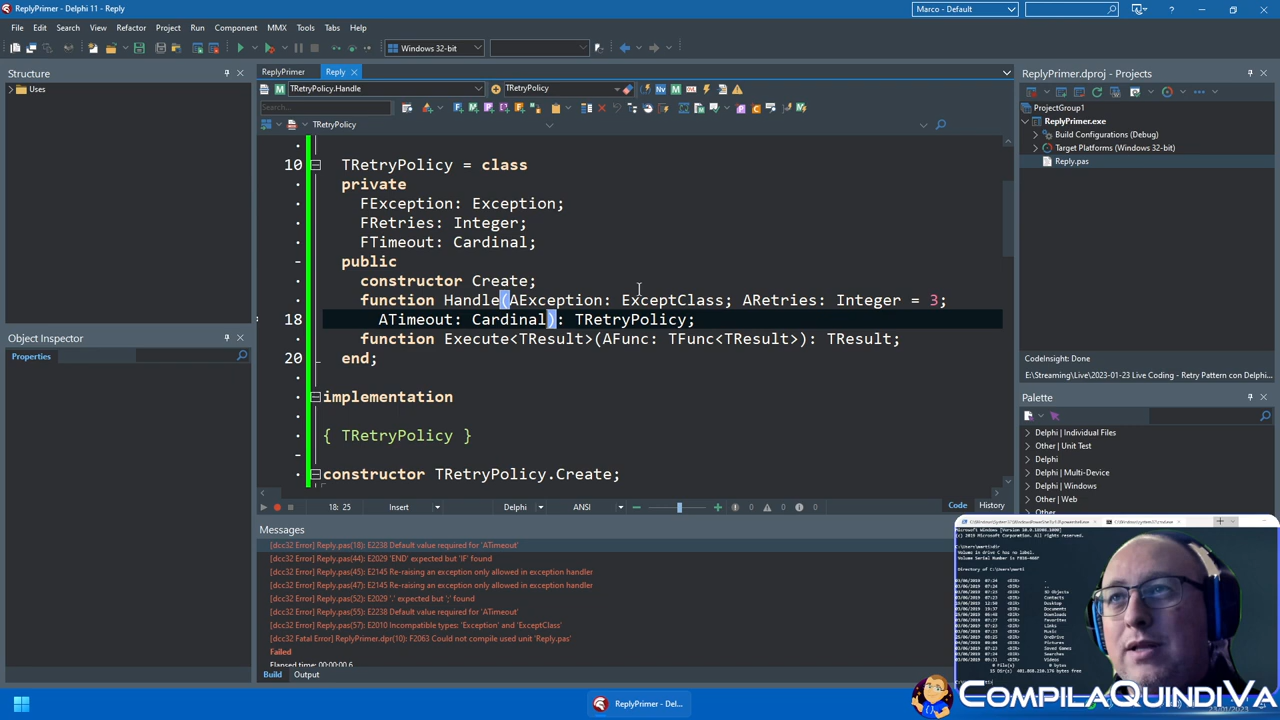 ReplyPrimer - Delphi 11 - Reply
Marco - Default
File Edit Search View Refactor Project Run Component MMX Tools Tabs Help
Windows 32-bit
Structure
Uses
Object Inspector
Properties
ReplyPrimer Reply
TRetryPolicy.Handle TRetryPolicy
Search...
TRetryPolicy
10 TRetryPolicy = class
private
FException: Exception;
FRetries: Integer;
FTimeout: Cardinal;
public
constructor Create;
function Handle(AException: ExceptClass; ARetries: Integer = 3;
18 ATimeout: Cardinal): TRetryPolicy;
function Execute<TResult>(AFunc: TFunc<TResult>): TResult;
20 end;
implementation
{ TRetryPolicy }
constructor TRetryPolicy.Create;
18: 25 Insert Delphi ANSI 0 0 0 Code History
Messages
[dcc32 Error] Reply.pas(18): E2238 Default value required for 'ATimeout'
[dcc32 Error] Reply.pas(44): E2029 'END' expected but 'IF' found
[dcc32 Error] Reply.pas(45): E2145 Re-raising an exception only allowed in exception handler
[dcc32 Error] Reply.pas(47): E2145 Re-raising an exception only allowed in exception handler
[dcc32 Error] Reply.pas(52): E2029 '.' expected but ';' found
[dcc32 Error] Reply.pas(55): E2238 Default value required for 'ATimeout'
[dcc32 Error] Reply.pas(57): E2010 Incompatible types: 'Exception' and 'ExceptClass'
[dcc32 Fatal Error] ReplyPrimer.dpr(10): F2063 Could not compile used unit 'Reply.pas'
Failed
Elapsed time: 00:00:00.6
Build Output
ReplyPrimer.dproj - Projects
ProjectGroup1
ReplyPrimer.exe
Build Configurations (Debug)
Target Platforms (Windows 32-bit)
Reply.pas
CodeInsight: Done
E:\Streaming\Live\2023-01-23 Live Coding - Retry Pattern con Delphi...
Palette
Delphi | Individual Files
Other | Unit Test
Delphi
Delphi | Multi-Device
Delphi | Windows
Other | Web
Other
ReplyPrimer - Del...
COMPILAQUINDIVA